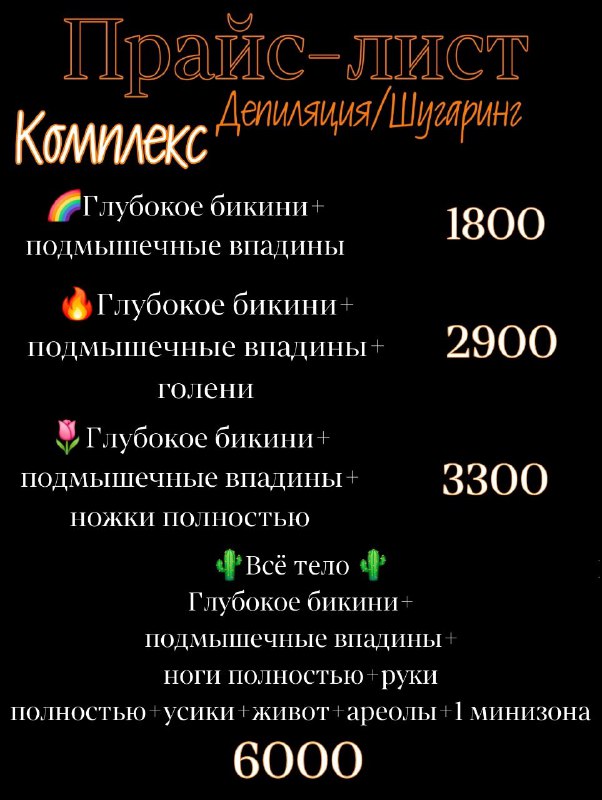 Прайс-лист
Депиляция/Шугаринг
Комплекс
Глубокое бикини+
подмышечные впадины
1800
Глубокое бикини+
подмышечные впадины+
голени
2900
Глубокое бикини+
подмышечные впадины+
ножки полностью
3300
Всё тело
Глубокое бикини+
подмышечные впадины+
ноги полностью+руки
полностью+усики+живот+ареолы+1 минизона
6000